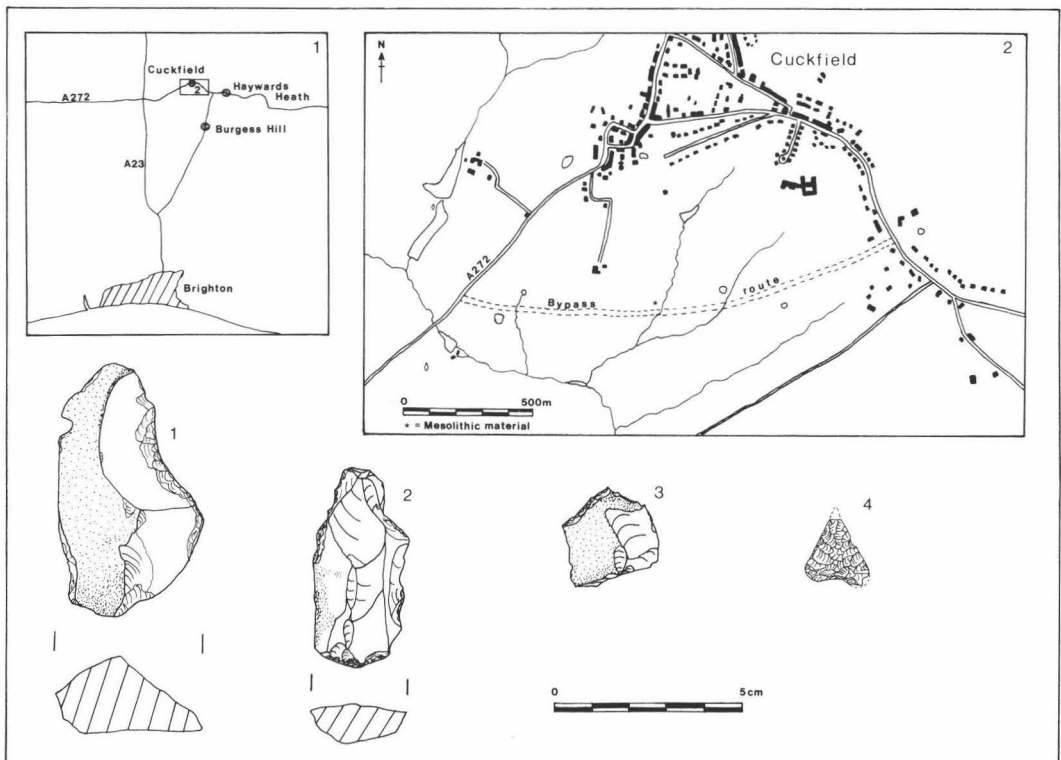 1
Cuckfield
2
A272
Haywards
Heath
Burgess Hill
A23
Brighton
N
2
Cuckfield
A272
Bypass route
0 500m
* = Mesolithic material
1
2
3
4
0 5cm